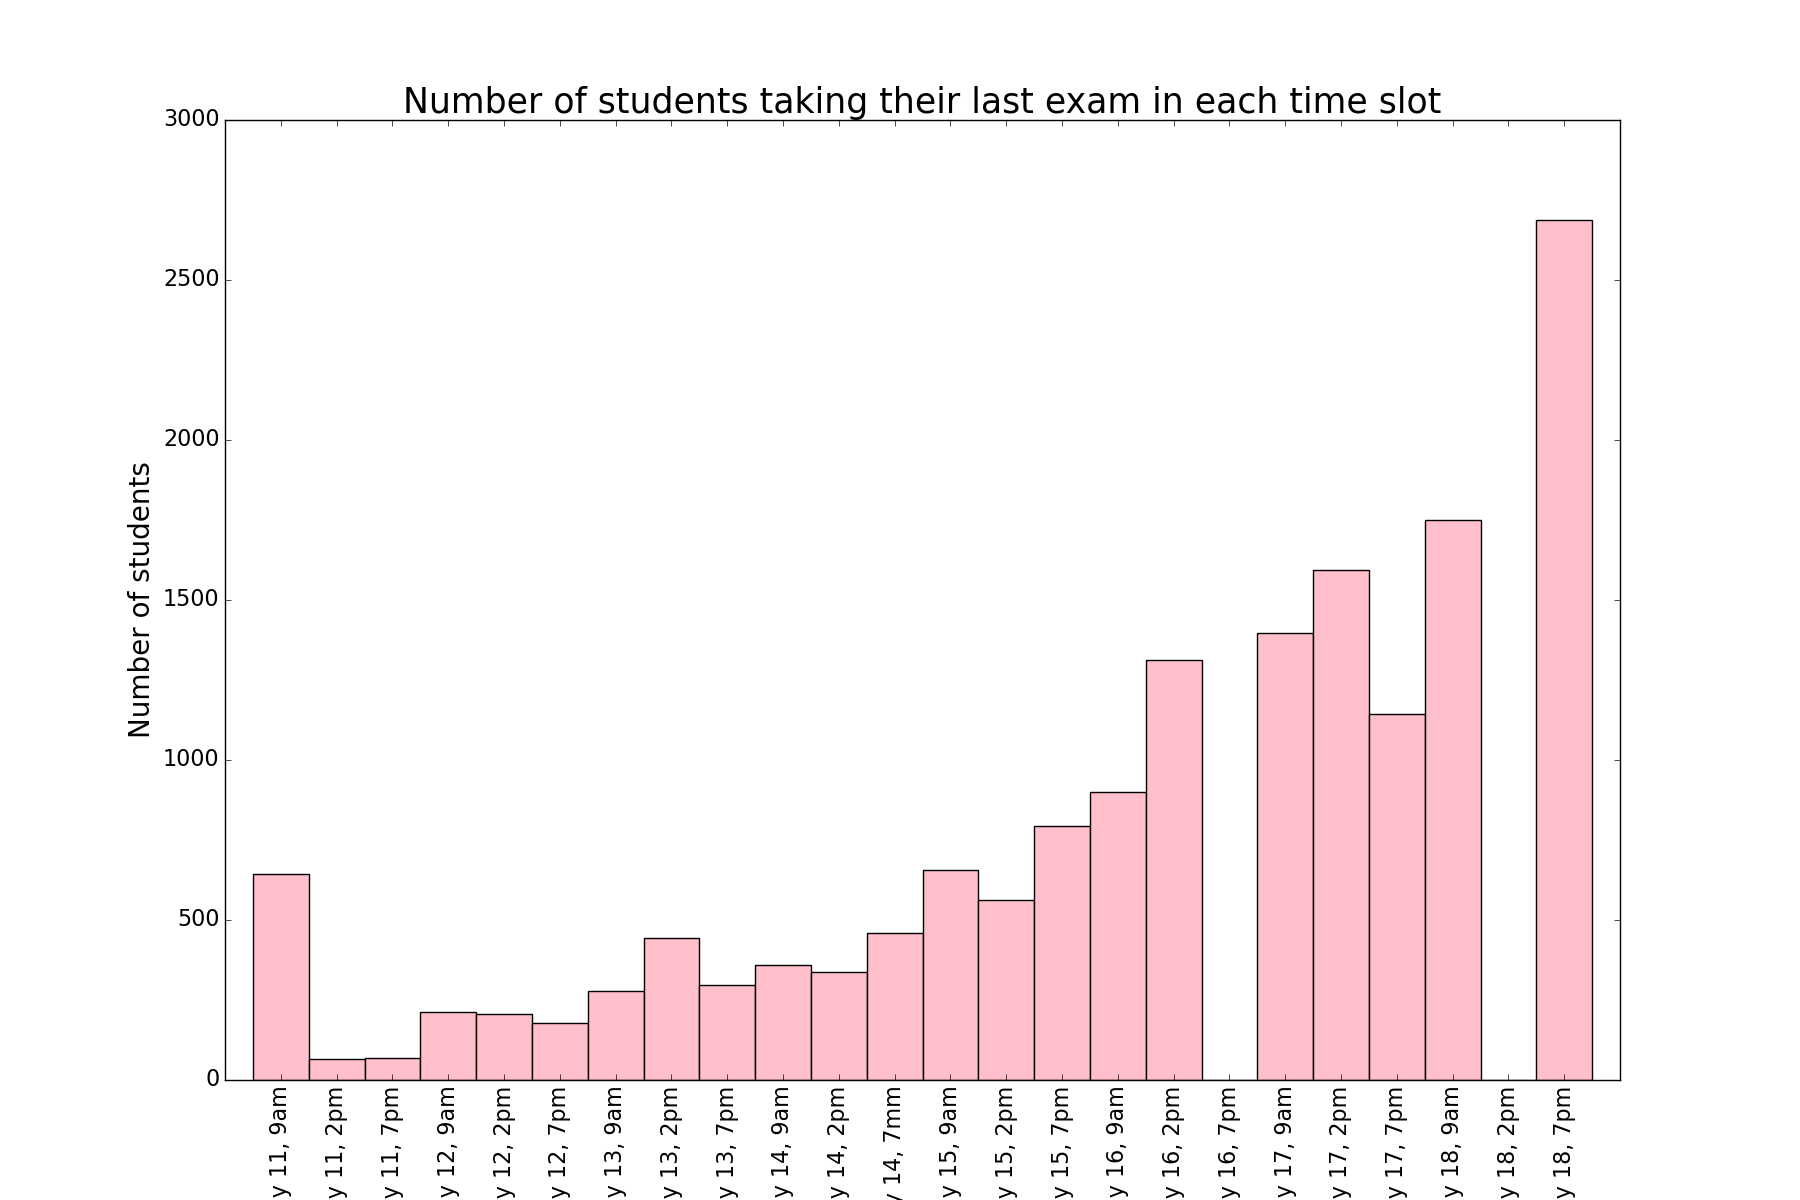 Number of students taking their last exam in each time slot
Number of students
3000
2500
2000
1500
1000
500
0
y 11, 9am
y 11, 2pm
y 11, 7pm
y 12, 9am
y 12, 2pm
y 12, 7pm
y 13, 9am
y 13, 2pm
y 13, 7pm
y 14, 9am
y 14, 2pm
y 14, 7mm
y 15, 9am
y 15, 2pm
y 15, 7pm
y 16, 9am
y 16, 2pm
y 16, 7pm
y 17, 9am
y 17, 2pm
y 17, 7pm
y 18, 9am
y 18, 2pm
y 18, 7pm